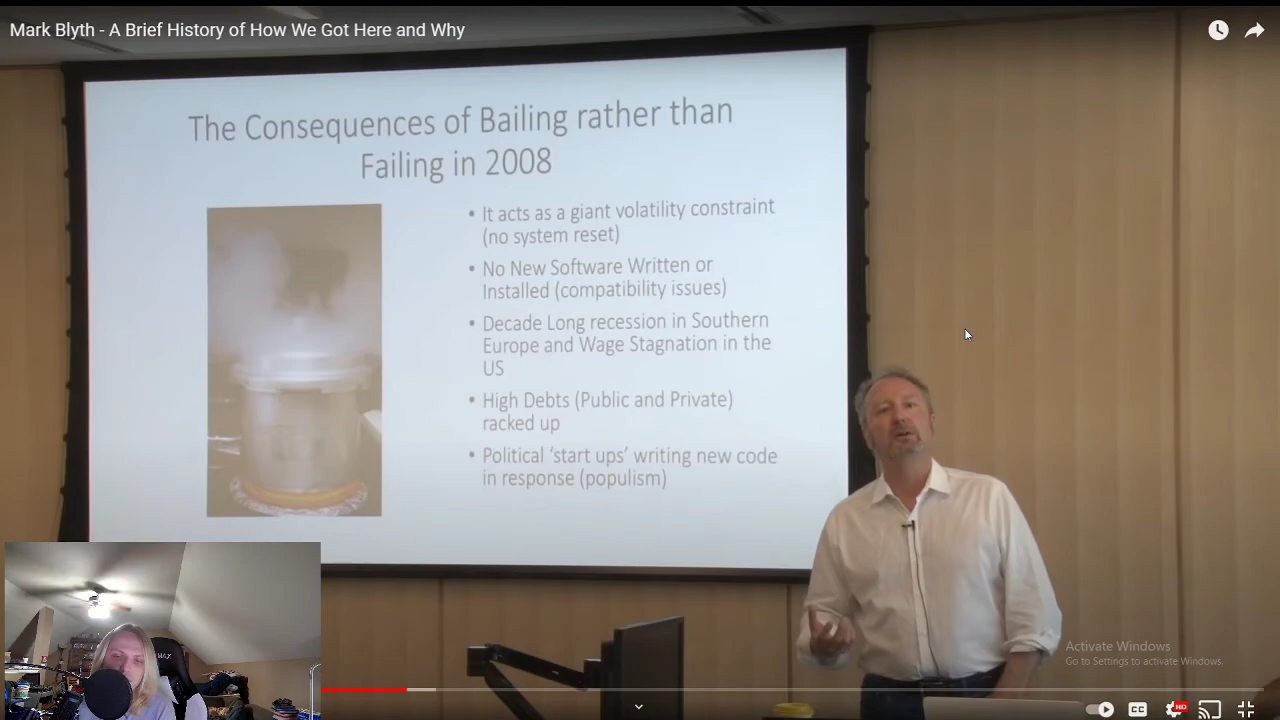 Mark Blyth - A Brief History of How We Got Here and Why
The Consequences of Bailing rather than
Failing in 2008
• It acts as a giant volatility constraint
(no system reset)
• No New Software Written or
Installed (compatibility issues)
• Decade Long recession in Southern
Europe and Wage Stagnation in the
US
• High Debts (Public and Private)
racked up
• Political ‘start ups’ writing new code
in response (populism)
Activate Windows
Go to Settings to activate Windows.
CC
HD